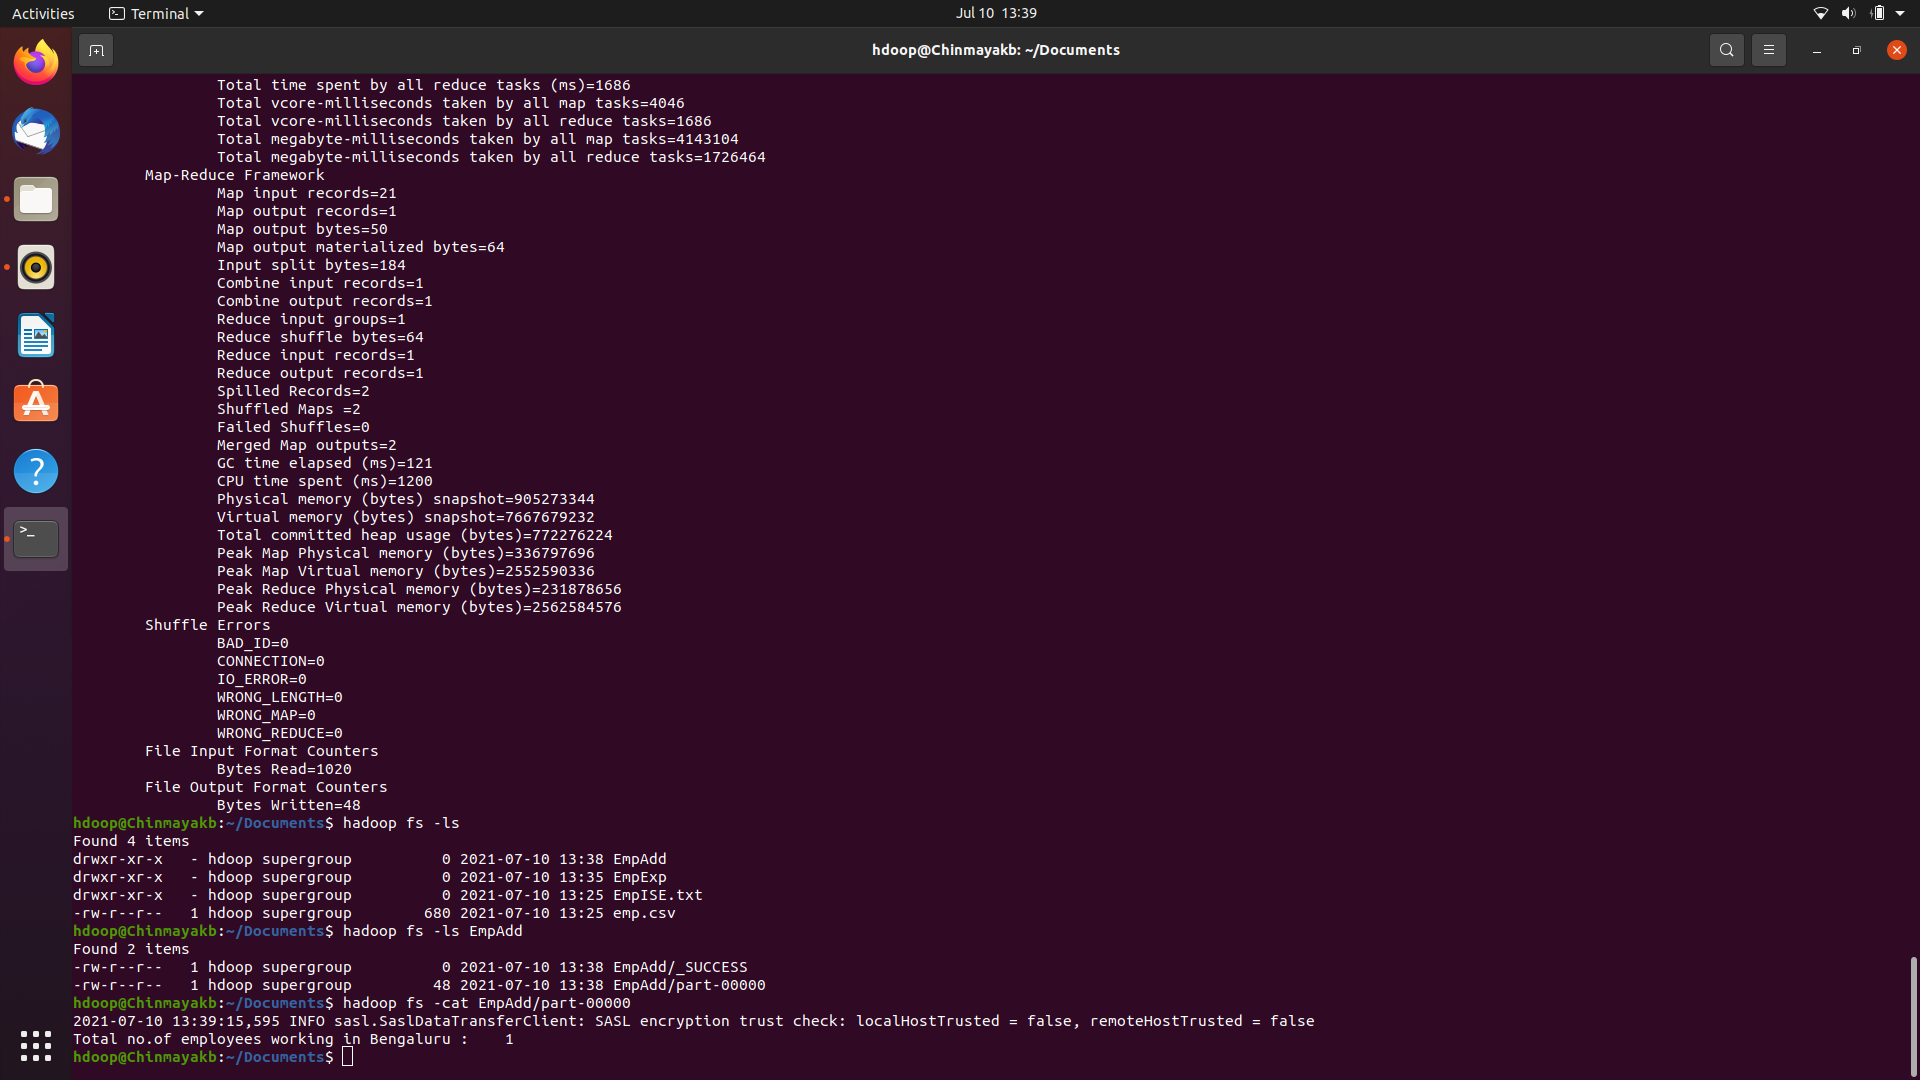 Activities Terminal Jul 10 13:39
hdoop@Chinmayakb: ~/Documents
Total time spent by all reduce tasks (ms)=1686
Total vcore-milliseconds taken by all map tasks=4046
Total vcore-milliseconds taken by all reduce tasks=1686
Total megabyte-milliseconds taken by all map tasks=4143104
Total megabyte-milliseconds taken by all reduce tasks=1726464
Map-Reduce Framework
Map input records=21
Map output records=1
Map output bytes=50
Map output materialized bytes=64
Input split bytes=184
Combine input records=1
Combine output records=1
Reduce input groups=1
Reduce shuffle bytes=64
Reduce input records=1
Reduce output records=1
Spilled Records=2
Shuffled Maps =2
Failed Shuffles=0
Merged Map outputs=2
GC time elapsed (ms)=121
CPU time spent (ms)=1200
Physical memory (bytes) snapshot=905273344
Virtual memory (bytes) snapshot=7667679232
Total committed heap usage (bytes)=772276224
Peak Map Physical memory (bytes)=336797696
Peak Map Virtual memory (bytes)=2552590336
Peak Reduce Physical memory (bytes)=231878656
Peak Reduce Virtual memory (bytes)=2562584576
Shuffle Errors
BAD_ID=0
CONNECTION=0
IO_ERROR=0
WRONG_LENGTH=0
WRONG_MAP=0
WRONG_REDUCE=0
File Input Format Counters
Bytes Read=1020
File Output Format Counters
Bytes Written=48
hdoop@Chinmayakb:~/Documents$ hadoop fs -ls
Found 4 items
drwxr-xr-x   - hdoop supergroup          0 2021-07-10 13:38 EmpAdd
drwxr-xr-x   - hdoop supergroup          0 2021-07-10 13:35 EmpExp
drwxr-xr-x   - hdoop supergroup          0 2021-07-10 13:25 EmpISE.txt
-rw-r--r--   1 hdoop supergroup        680 2021-07-10 13:25 emp.csv
hdoop@Chinmayakb:~/Documents$ hadoop fs -ls EmpAdd
Found 2 items
-rw-r--r--   1 hdoop supergroup          0 2021-07-10 13:38 EmpAdd/_SUCCESS
-rw-r--r--   1 hdoop supergroup         48 2021-07-10 13:38 EmpAdd/part-00000
hdoop@Chinmayakb:~/Documents$ hadoop fs -cat EmpAdd/part-00000
2021-07-10 13:39:15,595 INFO sasl.SaslDataTransferClient: SASL encryption trust check: localHostTrusted = false, remoteHostTrusted = false
Total no.of employees working in Bengaluru :    1
hdoop@Chinmayakb:~/Documents$